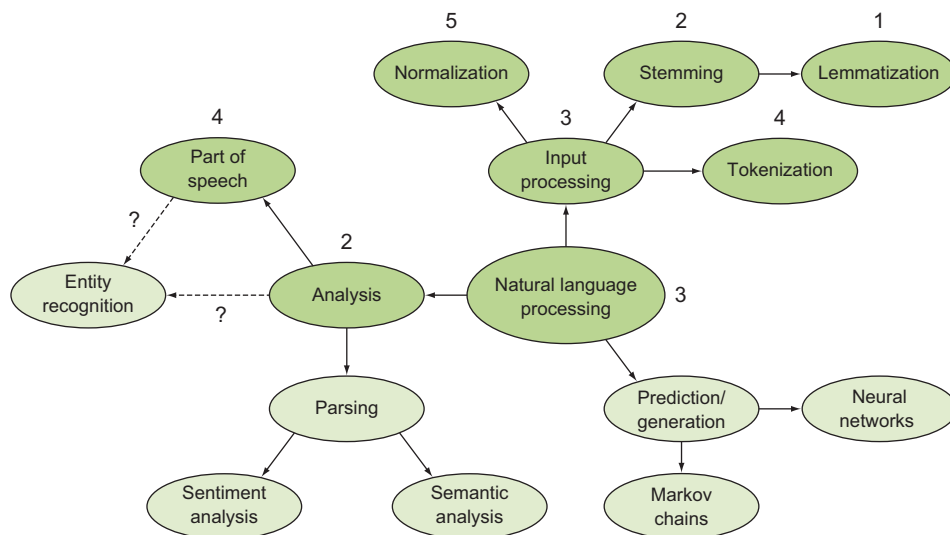 5
2
1
Normalization
Stemming
Lemmatization
4
3
4
Part of
speech
Input
processing
Tokenization
?
2
Entity
recognition
Analysis
Natural language
processing
3
?
Parsing
Prediction/
generation
Neural
networks
Sentiment
analysis
Semantic
analysis
Markov
chains